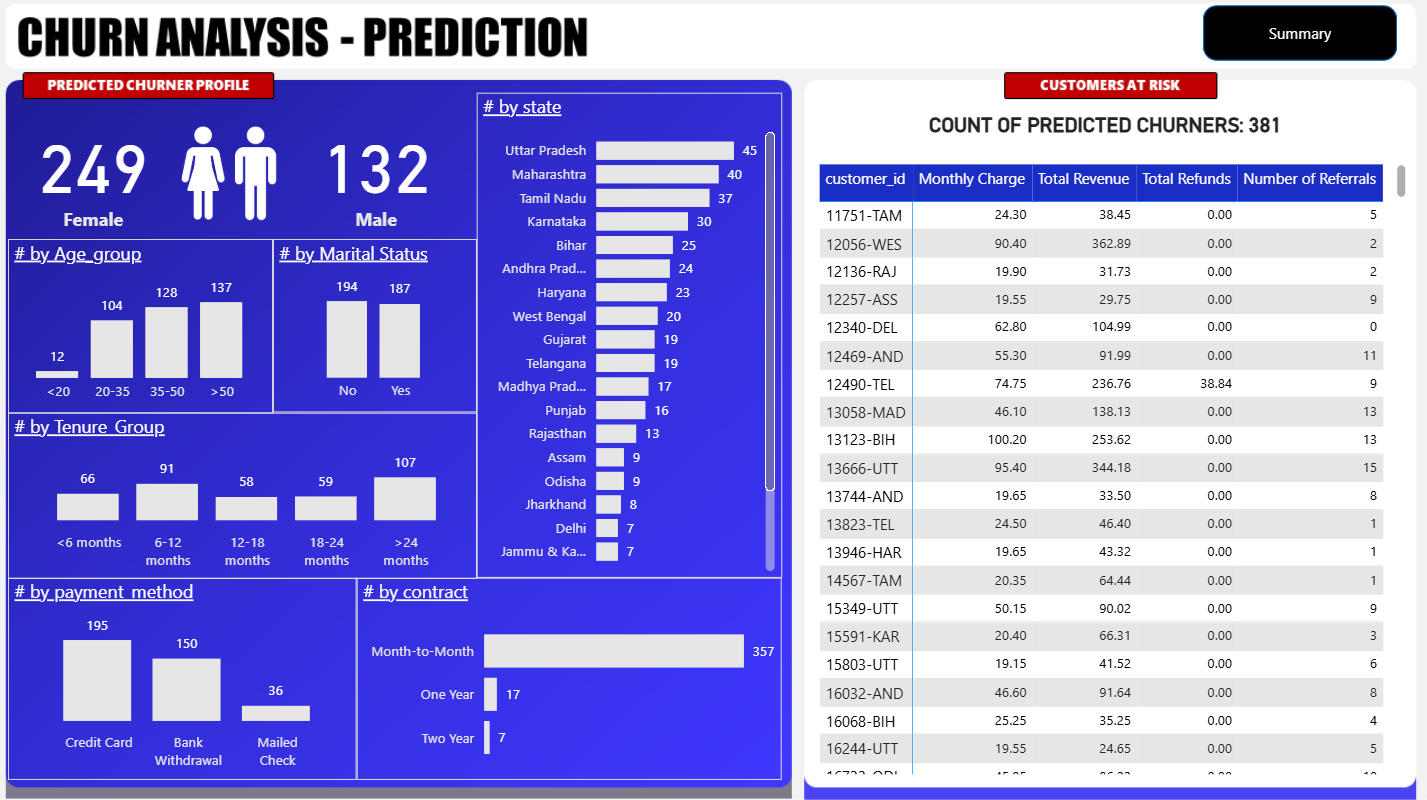 CHURN ANALYSIS - PREDICTION
Summary
PREDICTED CHURNER PROFILE
249
Female
132
Male
# by Age_group
12
104
128
137
<20
20-35
35-50
>50
# by Marital Status
194
187
No
Yes
# by Tenure_Group
66
91
58
59
107
<6 months
6-12
months
12-18
months
18-24
months
>24
months
# by state
Uttar Pradesh 45
Maharashtra 40
Tamil Nadu 37
Karnataka 30
Bihar 25
Andhra Prad... 24
Haryana 23
West Bengal 20
Gujarat 19
Telangana 19
Madhya Prad... 17
Punjab 16
Rajasthan 13
Assam 9
Odisha 9
Jharkhand 8
Delhi 7
Jammu & Ka... 7
# by payment_method
195
150
36
Credit Card
Bank
Withdrawal
Mailed
Check
# by contract
Month-to-Month 357
One Year 17
Two Year 7
CUSTOMERS AT RISK
COUNT OF PREDICTED CHURNERS: 381
customer_id Monthly Charge Total Revenue Total Refunds Number of Referrals
11751-TAM 24.30 38.45 0.00 5
12056-WES 90.40 362.89 0.00 2
12136-RAJ 19.90 31.73 0.00 2
12257-ASS 19.55 29.75 0.00 9
12340-DEL 62.80 104.99 0.00 0
12469-AND 55.30 91.99 0.00 11
12490-TEL 74.75 236.76 38.84 9
13058-MAD 46.10 138.13 0.00 13
13123-BIH 100.20 253.62 0.00 13
13666-UTT 95.40 344.18 0.00 15
13744-AND 19.65 33.50 0.00 8
13823-TEL 24.50 46.40 0.00 1
13946-HAR 19.65 43.32 0.00 1
14567-TAM 20.35 64.44 0.00 1
15349-UTT 50.15 90.02 0.00 9
15591-KAR 20.40 66.31 0.00 3
15803-UTT 19.15 41.52 0.00 6
16032-AND 46.60 91.64 0.00 8
16068-BIH 25.25 35.25 0.00 4
16244-UTT 19.55 24.65 0.00 5